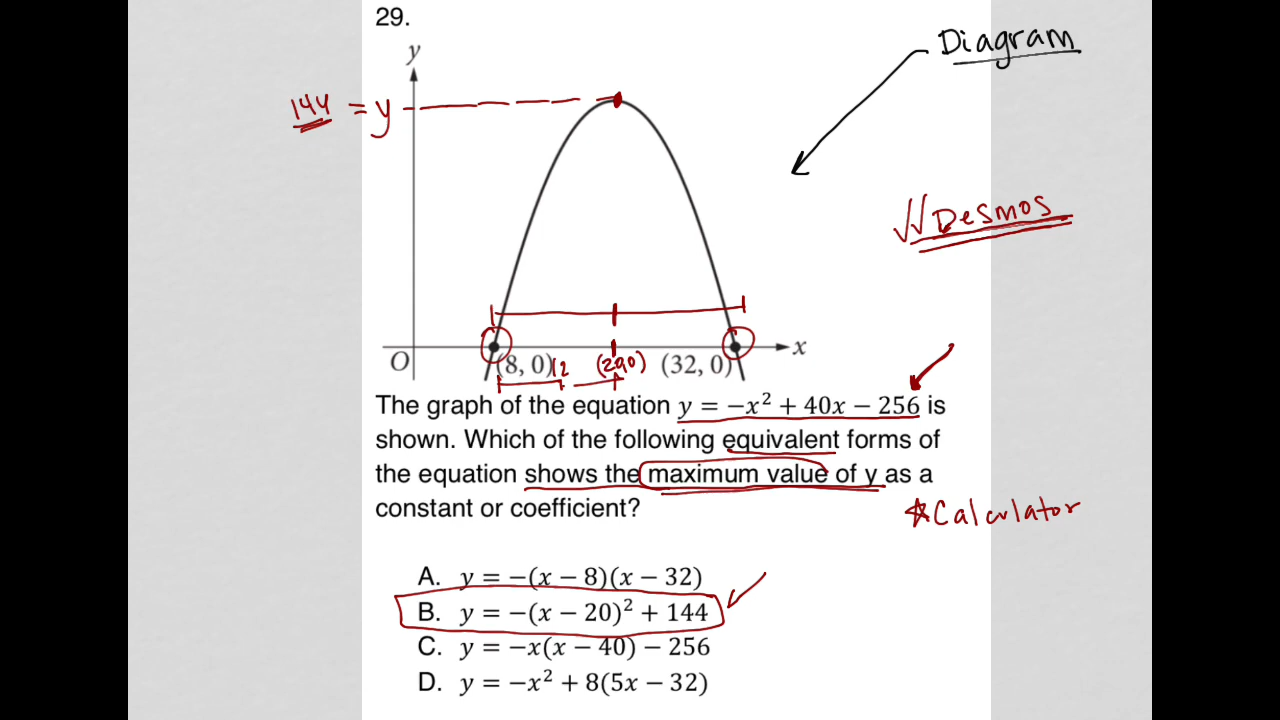 29.
Diagram
y
144 = y
Desmos
O
(8, 0)
12
(20,0)
(32, 0)
x
The graph of the equation y = −x² + 40x − 256 is
shown. Which of the following equivalent forms of
the equation shows the maximum value of y as a
constant or coefficient?
*Calculator
A. y = −(x − 8)(x − 32)
B. y = −(x − 20)² + 144
C. y = −x(x − 40) − 256
D. y = −x² + 8(5x − 32)